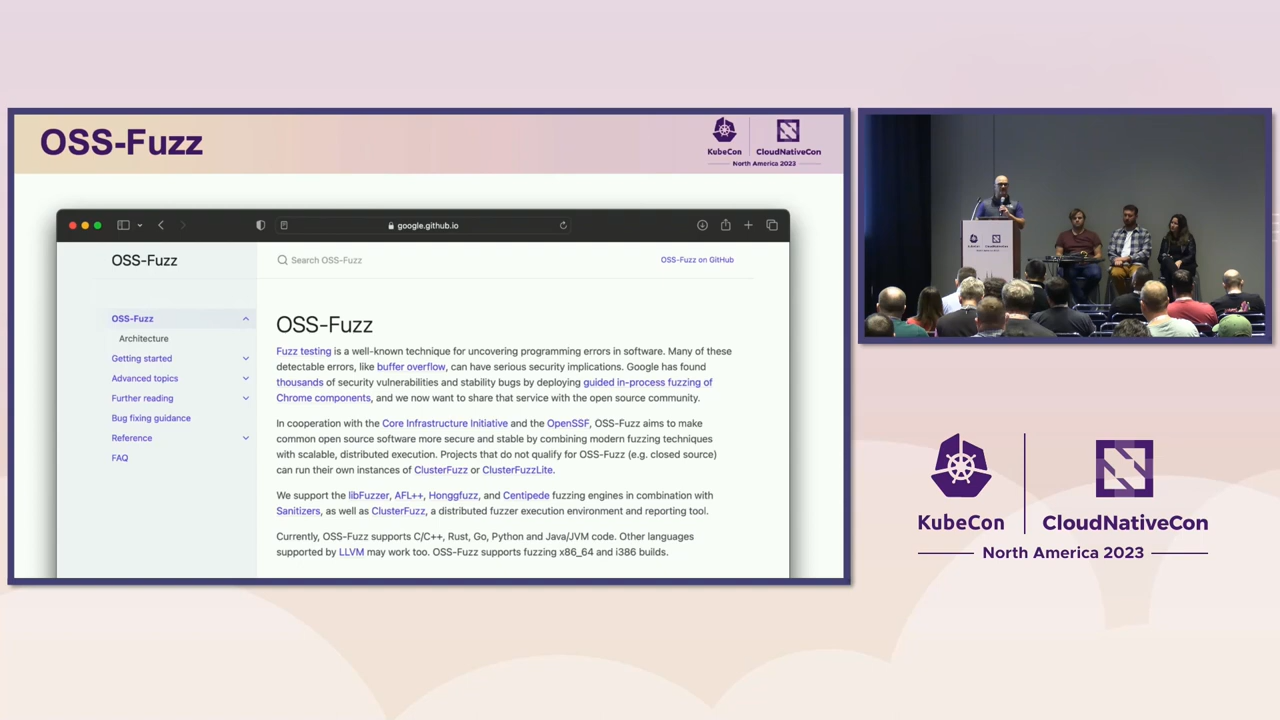 OSS-Fuzz
KubeCon
CloudNativeCon
North America 2023
google.github.io
OSS-Fuzz
Search OSS-Fuzz
OSS-Fuzz on GitHub
OSS-Fuzz
Architecture
Getting started
Advanced topics
Further reading
Bug fixing guidance
Reference
FAQ
OSS-Fuzz
Fuzz testing is a well-known technique for uncovering programming errors in software. Many of these
detectable errors, like buffer overflow, can have serious security implications. Google has found
thousands of security vulnerabilities and stability bugs by deploying guided in-process fuzzing of
Chrome components, and we now want to share that service with the open source community.
In cooperation with the Core Infrastructure Initiative and the OpenSSF, OSS-Fuzz aims to make
common open source software more secure and stable by combining modern fuzzing techniques
with scalable, distributed execution. Projects that do not qualify for OSS-Fuzz (e.g. closed source)
can run their own instances of ClusterFuzz or ClusterFuzzLite.
We support the libFuzzer, AFL++, Honggfuzz, and Centipede fuzzing engines in combination with
Sanitizers, as well as ClusterFuzz, a distributed fuzzer execution environment and reporting tool.
Currently, OSS-Fuzz supports C/C++, Rust, Go, Python and Java/JVM code. Other languages
supported by LLVM may work too. OSS-Fuzz supports fuzzing x86_64 and i386 builds.
KubeCon
CloudNativeCon
North America 2023